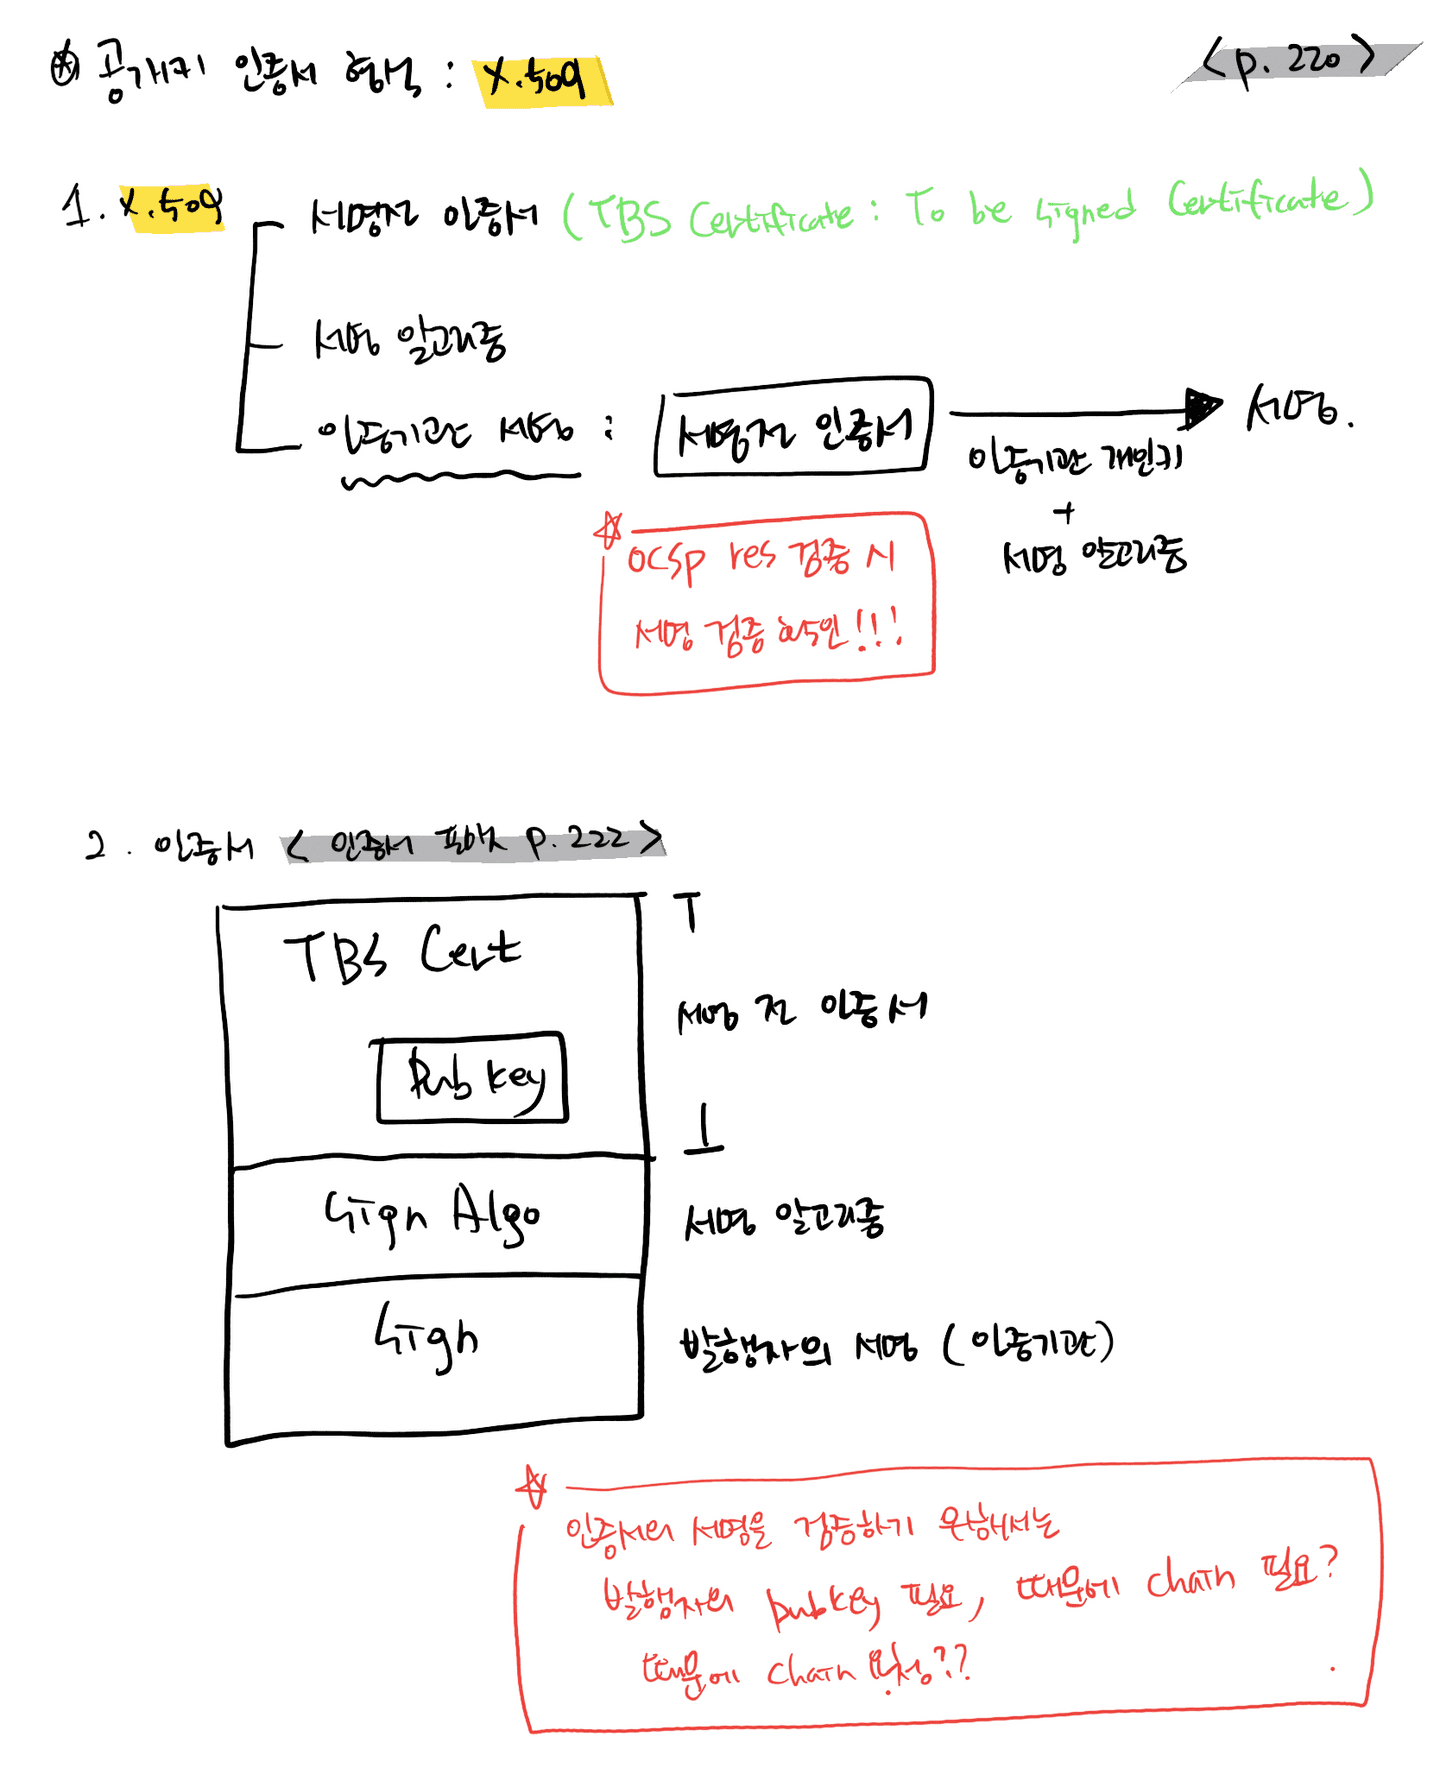 공개키 인증서 형식 : X.509
<p. 220>
1. X.509
서명전 인증서 (TBS Certificate : To be signed Certificate)
서명 알고리즘
인증기관 서명 : 서명전 인증서 서명.
인증기관 개인키
+
서명 알고리즘
OCSP res 검증 시
서명 검증 확인!!!
2. 인증서 <인증서 포맷 p.222>
TBS Cert
서명 전 인증서
Pub key
Sign Algo
서명 알고리즘
Sign
발행자의 서명 (인증기관)
인증서의 서명을 검증하기 위해서는
발행자의 pubkey 필요, 때문에 chain 필요?
때문에 chain 요청??